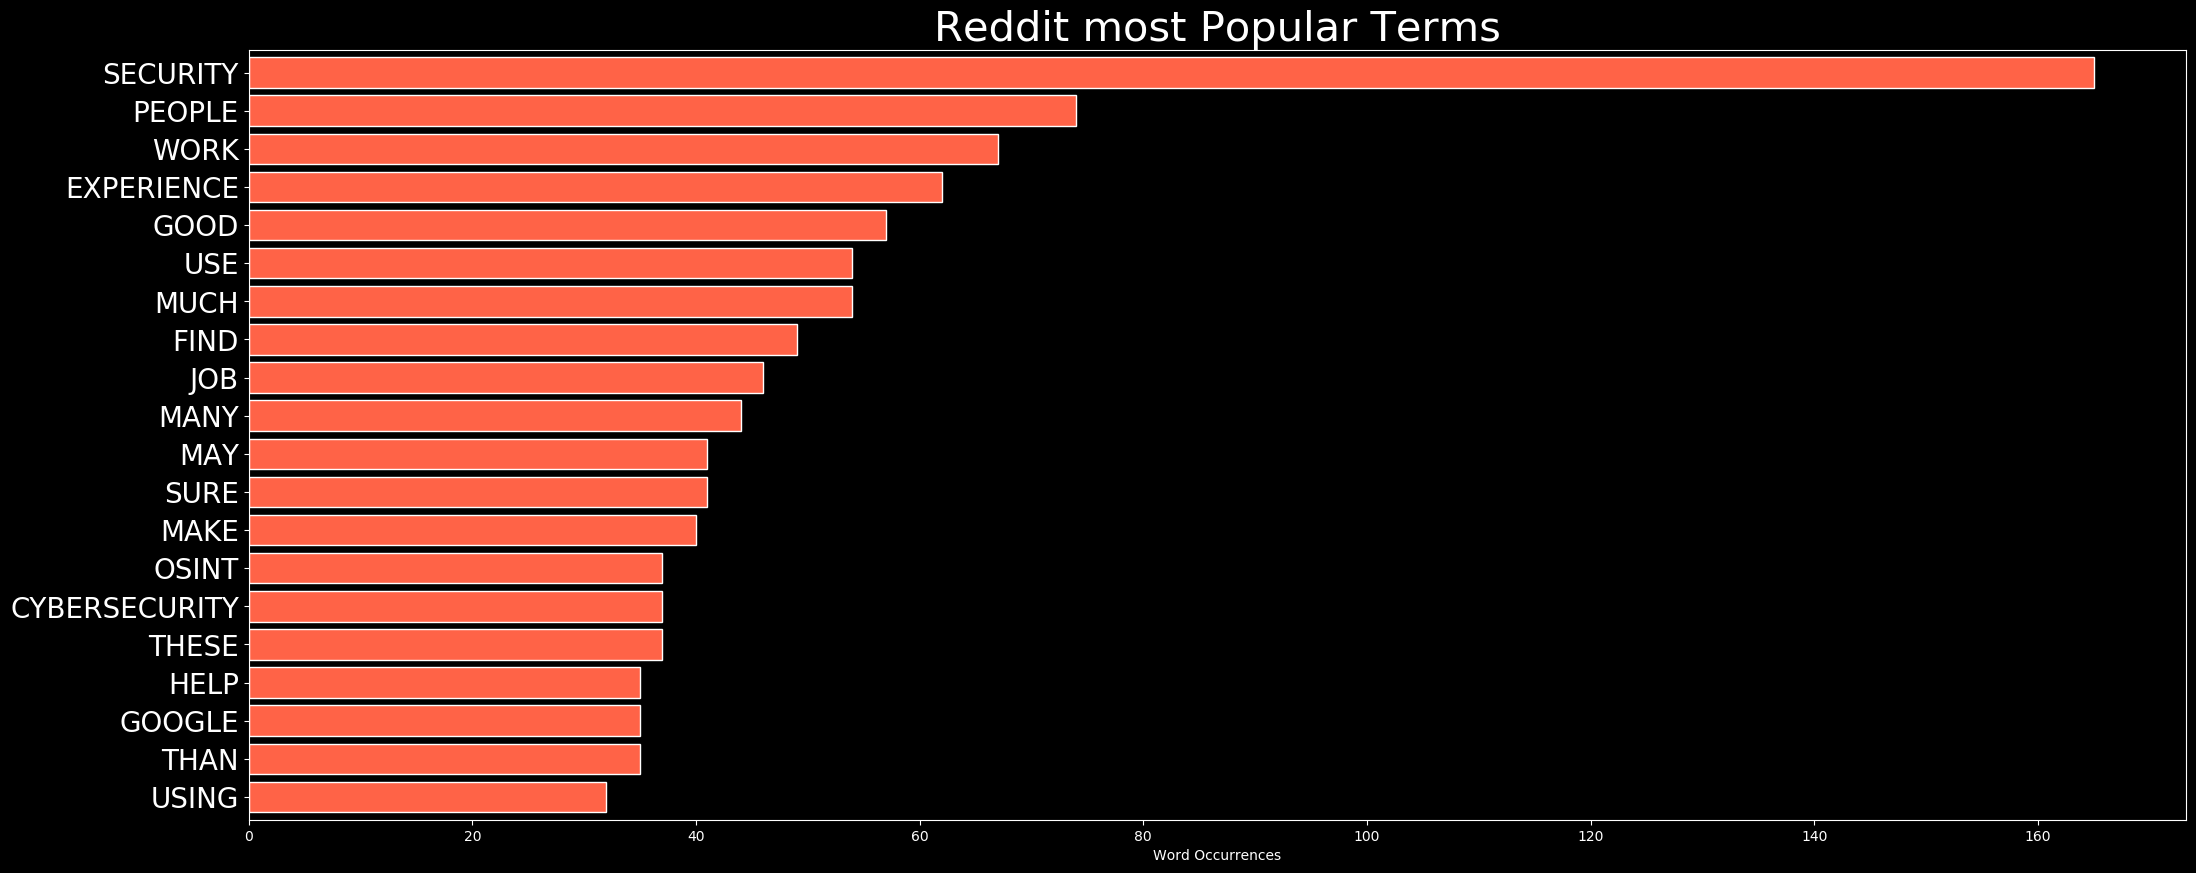 Reddit most Popular Terms
SECURITY
PEOPLE
WORK
EXPERIENCE
GOOD
USE
MUCH
FIND
JOB
MANY
MAY
SURE
MAKE
OSINT
CYBERSECURITY
THESE
HELP
GOOGLE
THAN
USING
0 20 40 60 80 100 120 140 160
Word Occurrences